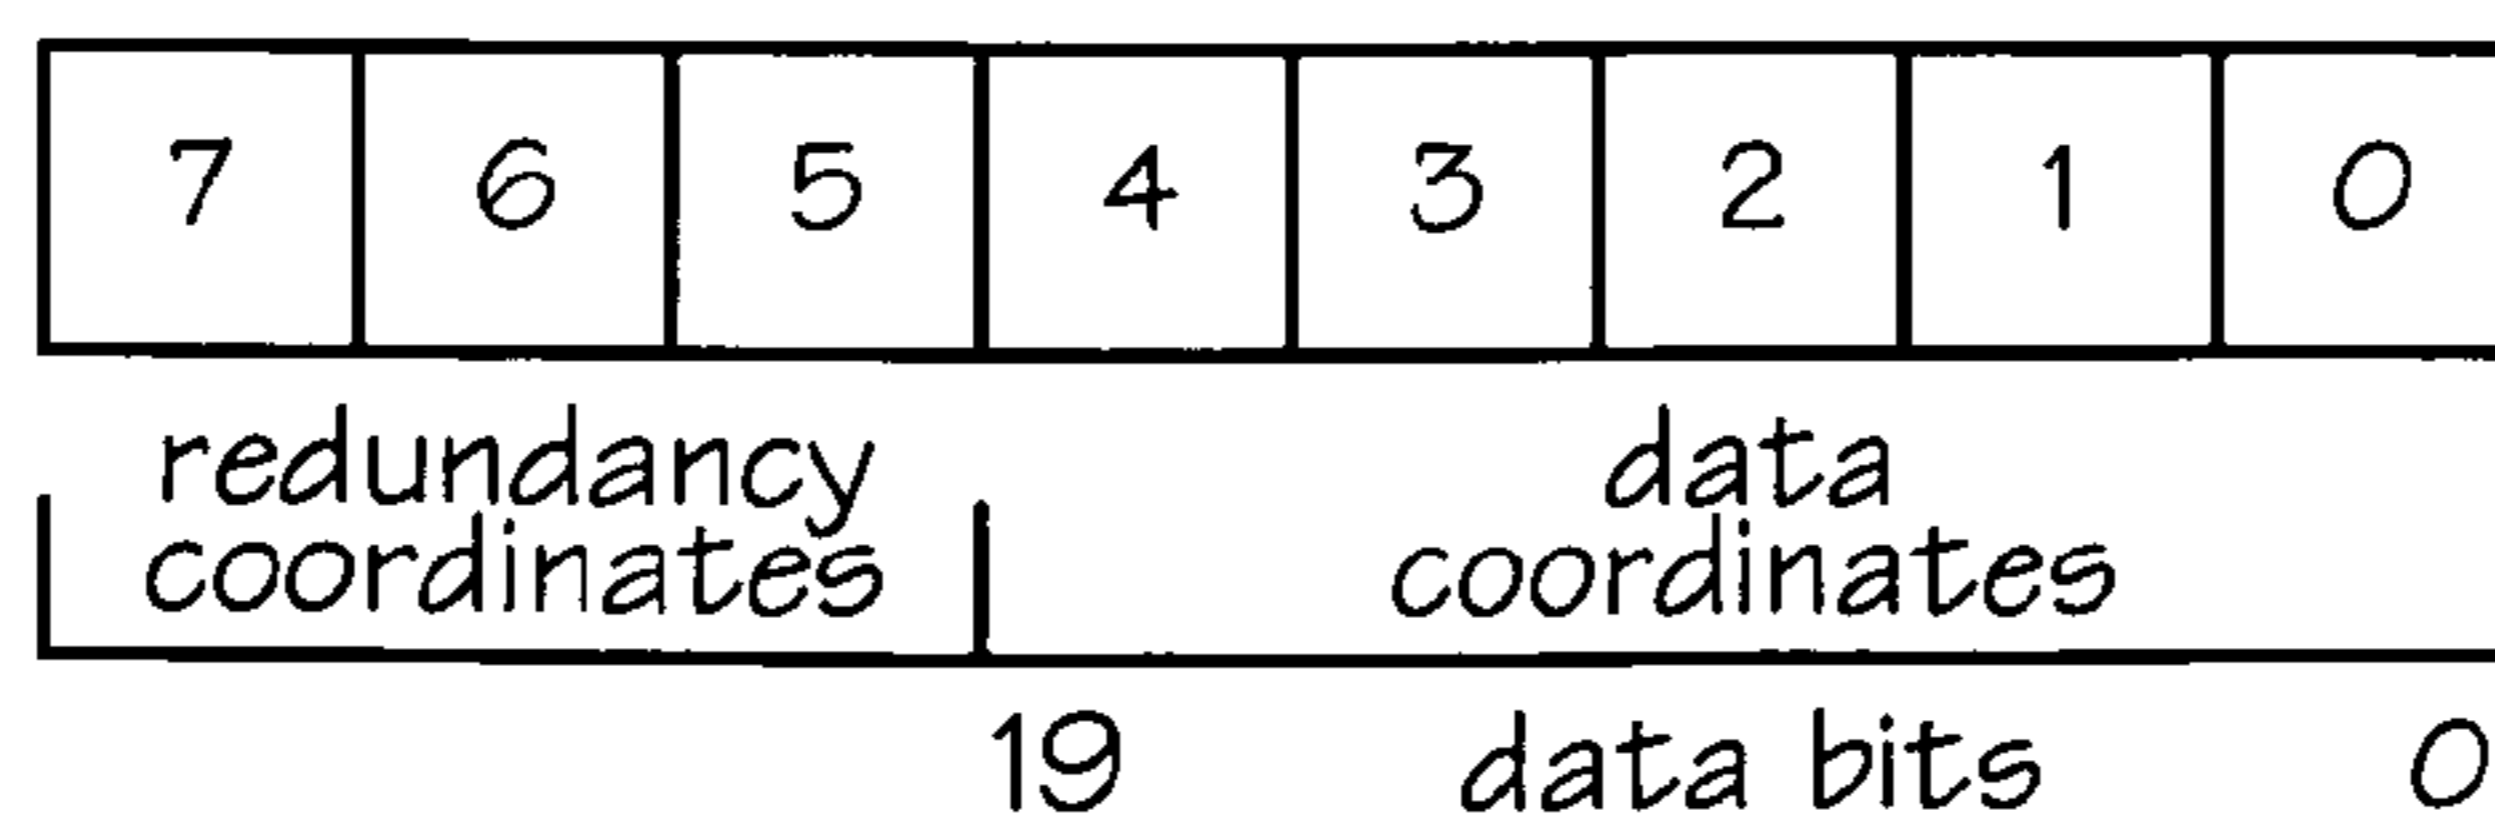 7 6 5 4 3 2 1 0
redundancy data
coordinates coordinates
19 data bits 0